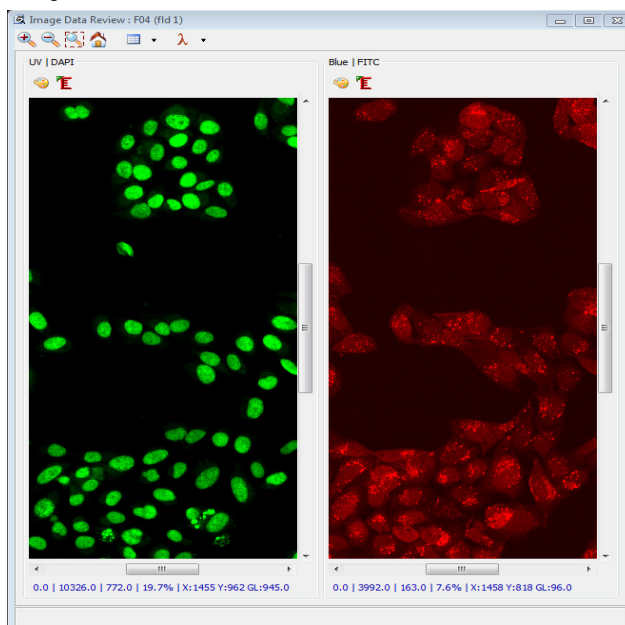 Image Data Review : F04 (fld 1)
λ
UV | DAPI
Blue | FITC
0.0 | 10326.0 | 772.0 | 19.7% | X:1455 Y:962 GL:945.0
0.0 | 3992.0 | 163.0 | 7.6% | X:1458 Y:818 GL:96.0